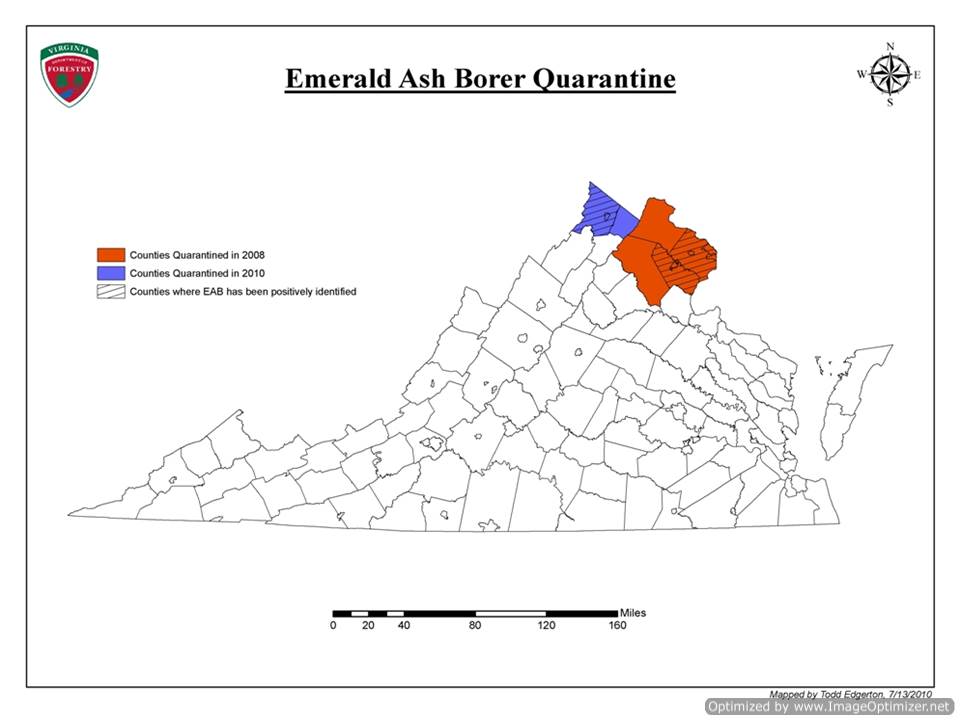 VIRGINIA
DEPARTMENT OF
FORESTRY
Emerald Ash Borer Quarantine
N
W E
S
Counties Quarantined in 2008
Counties Quarantined in 2010
Counties where EAB has been positively identified
Miles
0 20 40 80 120 160
Mapped by Todd Edgerton, 7/13/2010
Optimized by www.ImageOptimizer.net